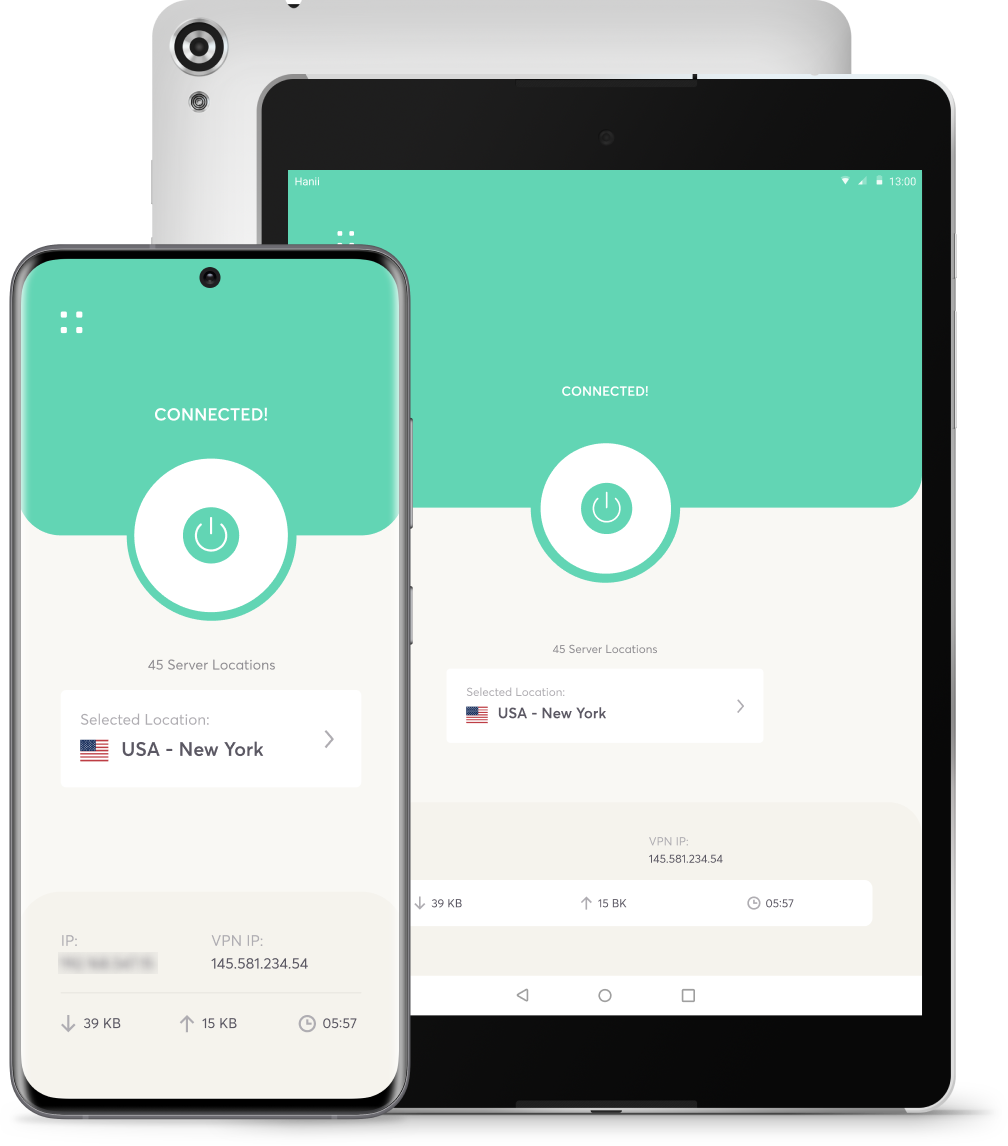 Hanii
13:00
CONNECTED!
45 Server Locations
Selected Location:
USA - New York
VPN IP:
145.581.234.54
39 KB
15 BK
05:57
CONNECTED!
45 Server Locations
Selected Location:
USA - New York
IP:
VPN IP:
145.581.234.54
39 KB
15 KB
05:57